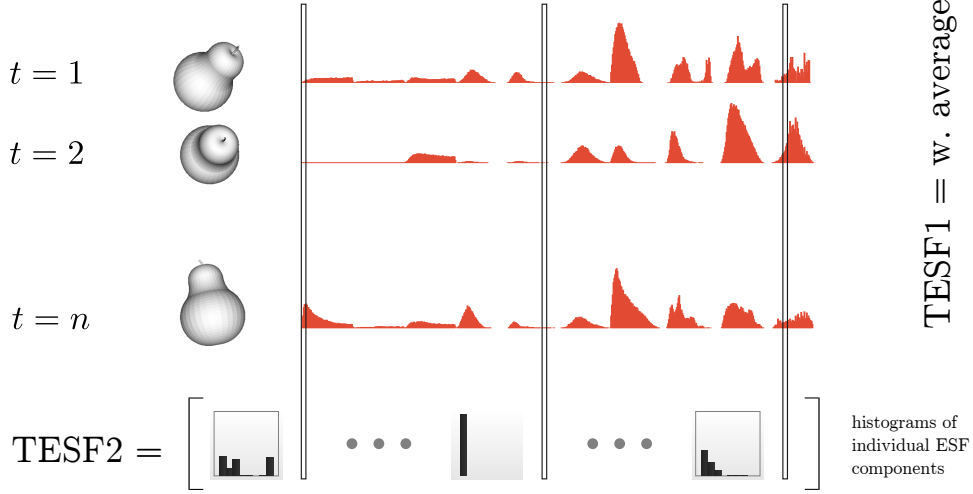 t = 1
t = 2
t = n
TESF1 = w. average
TESF2 =
histograms of
individual ESF
components